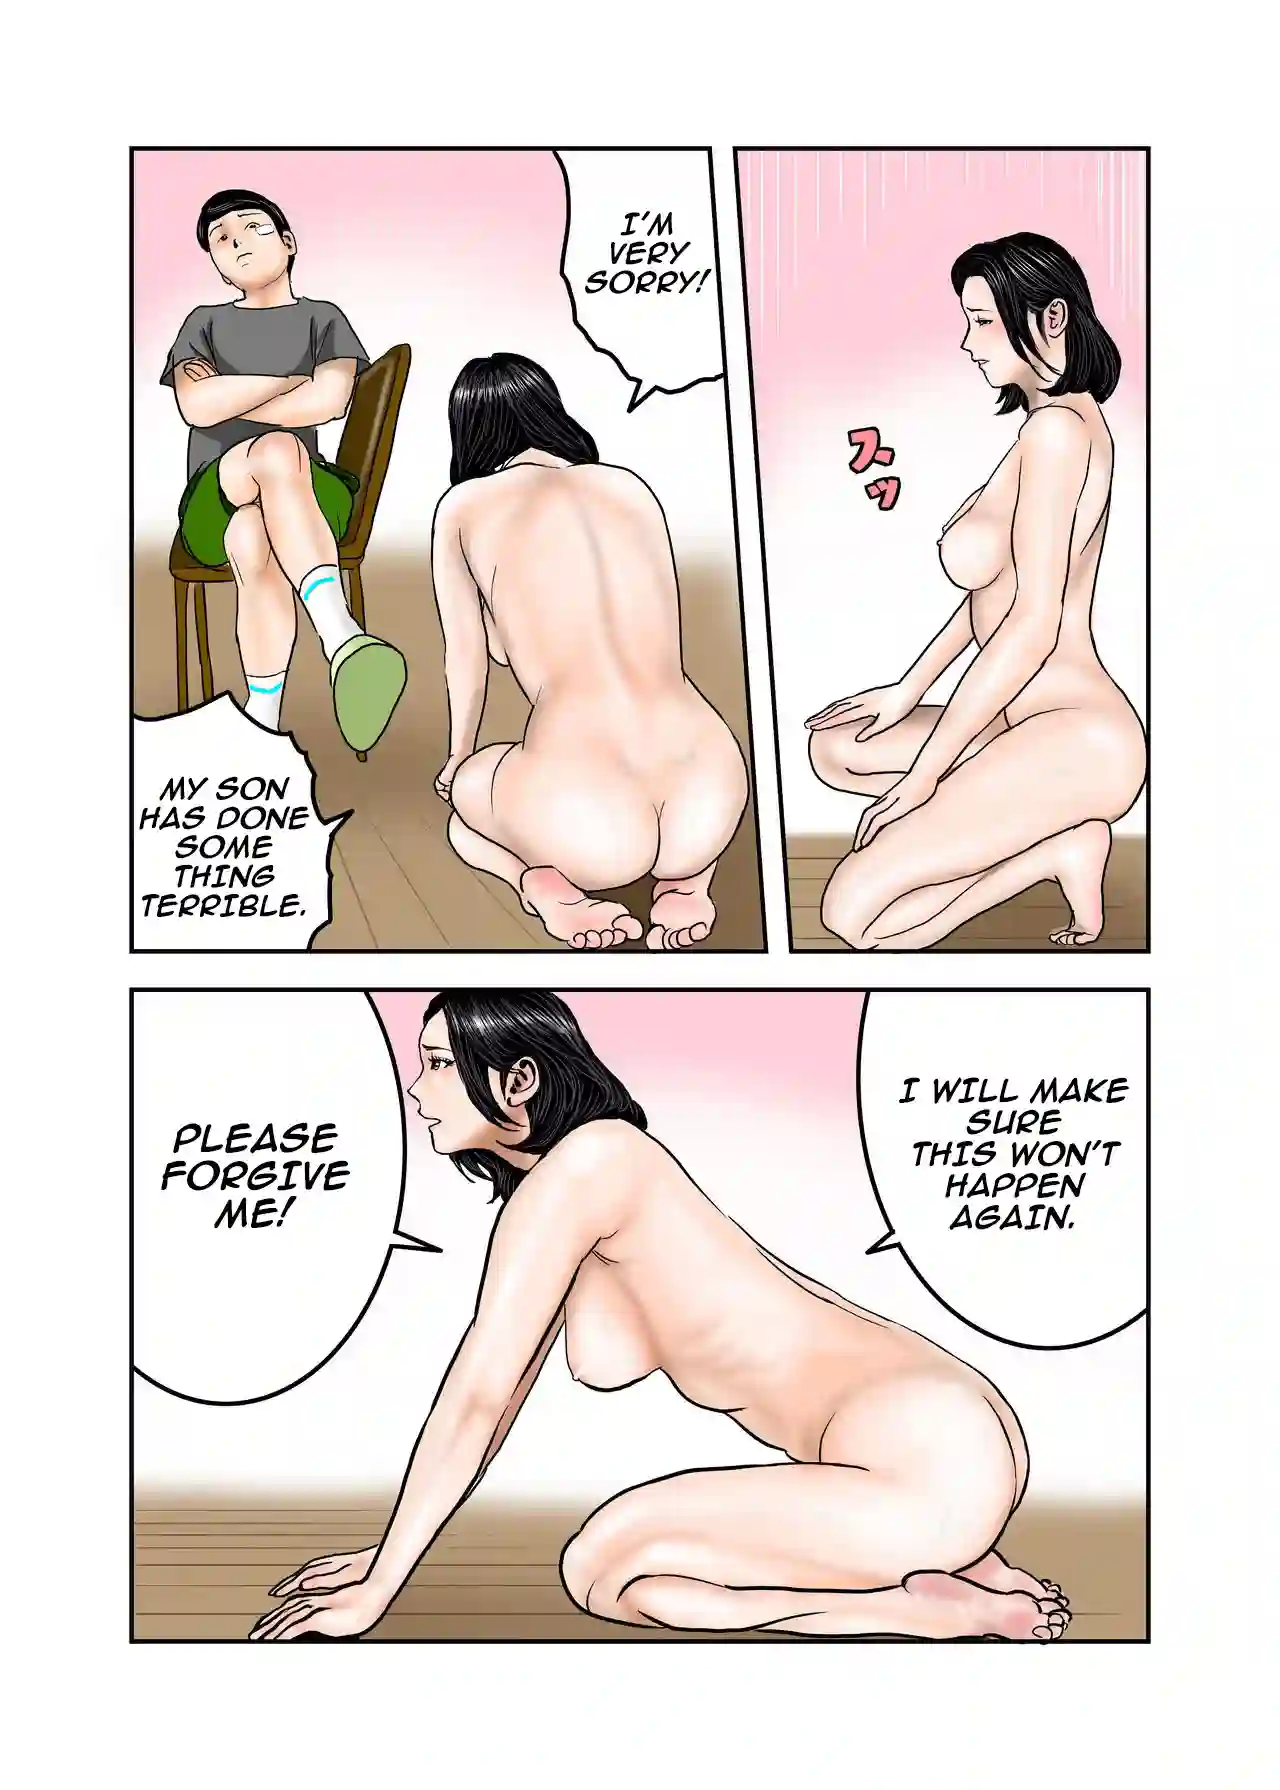 ス
ッ
I'M
VERY
SORRY!
MY SON
HAS DONE
SOME
THING
TERRIBLE.
I WILL MAKE
SURE
THIS WON'T
HAPPEN
AGAIN.
PLEASE
FORGIVE
ME!